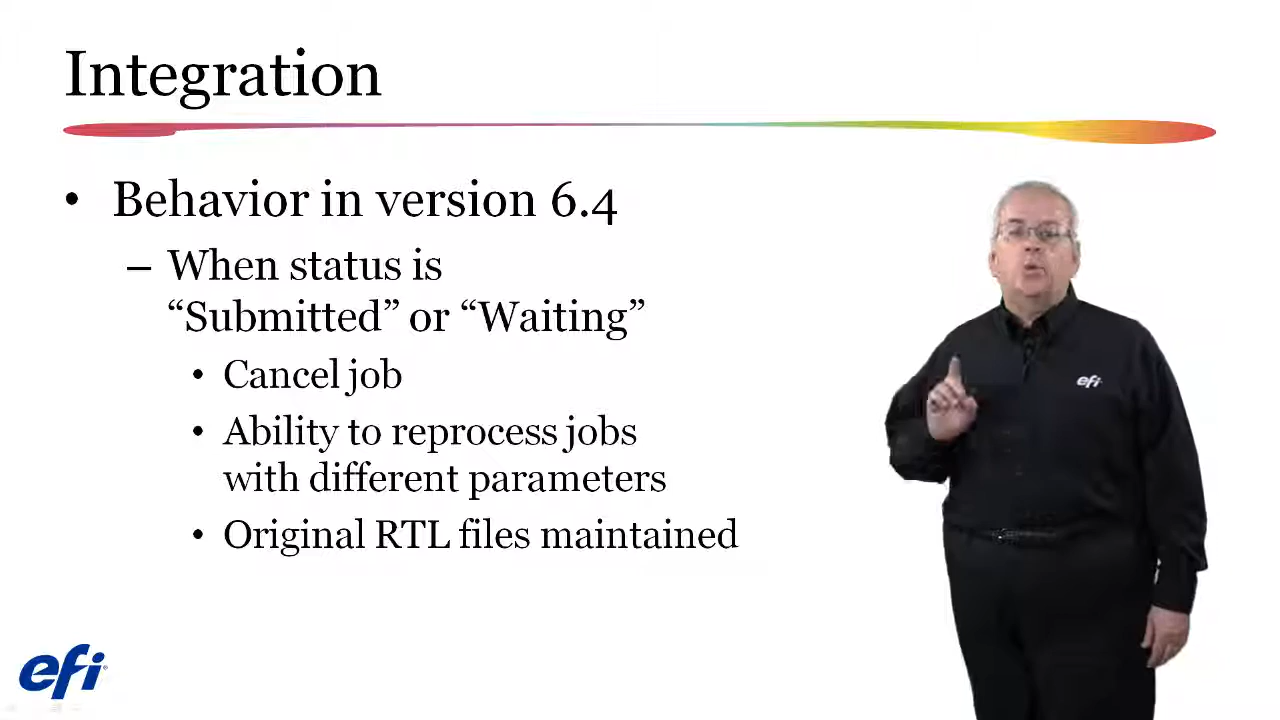 Integration
• Behavior in version 6.4
– When status is
“Submitted” or “Waiting”
• Cancel job
• Ability to reprocess jobs
with different parameters
• Original RTL files maintained
efi
efi